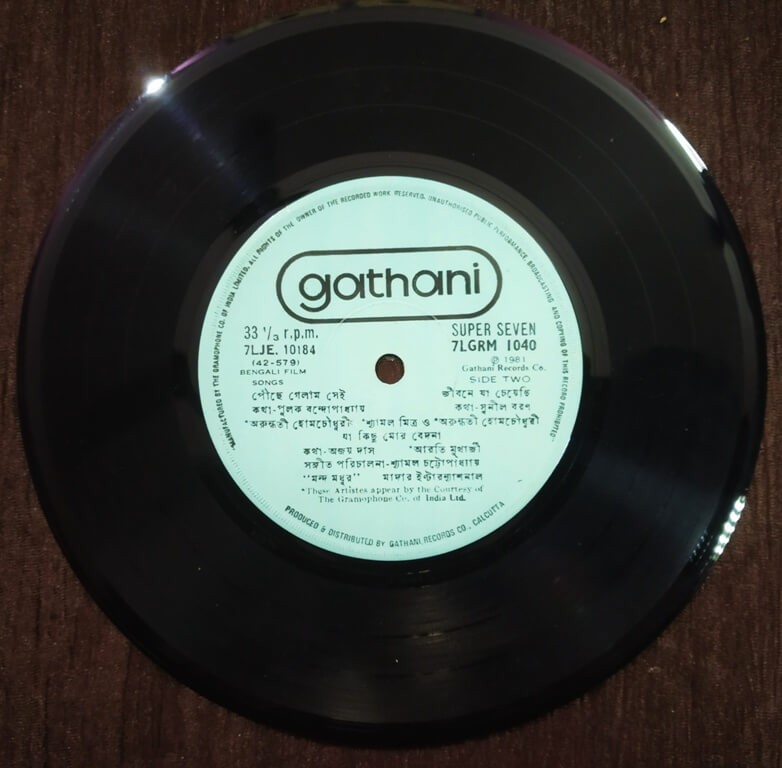 "MANUFACTURED BY THE GRAMOPHONE CO. OF INDIA LIMITED. ALL RIGHTS OF THE OWNER OF THE RECORDED WORK RESERVED. UNAUTHORISED PUBLIC PERFORMANCE, BROADCASTING AND COPYING OF THIS RECORD PROHIBITED"
gathani
33 1/3 r.p.m. SUPER SEVEN
7LJE. 10184 7LGRM 1040
(42-579) ℗ 1981
BENGALI FILM Gathani Records Co.
SONGS SIDE TWO
পৌঁছে গেলাম সেই জীবনে যা চেয়েছি
কথা-পুলক বন্দোপাধ্যায় কথা-সুনীল বরণ
*অরুন্ধতী হোমচৌধুরী: *শ্যামল মিত্র ও *অরুন্ধতী হোমচৌধুরী
যা কিছু মোর বেদনা
কথা-অজয় দাস *আরতি মুখার্জী
সঙ্গীত পরিচালনা-শ্যামল চট্টোপাধ্যায়
"মন্দ মধুর" মাদার ইন্টারন্যাশনাল
*These Artistes appear by the Courtesy of
The Gramophone Co. of India Ltd.
PRODUCED & DISTRIBUTED BY GATHANI RECORDS CO., CALCUTTA